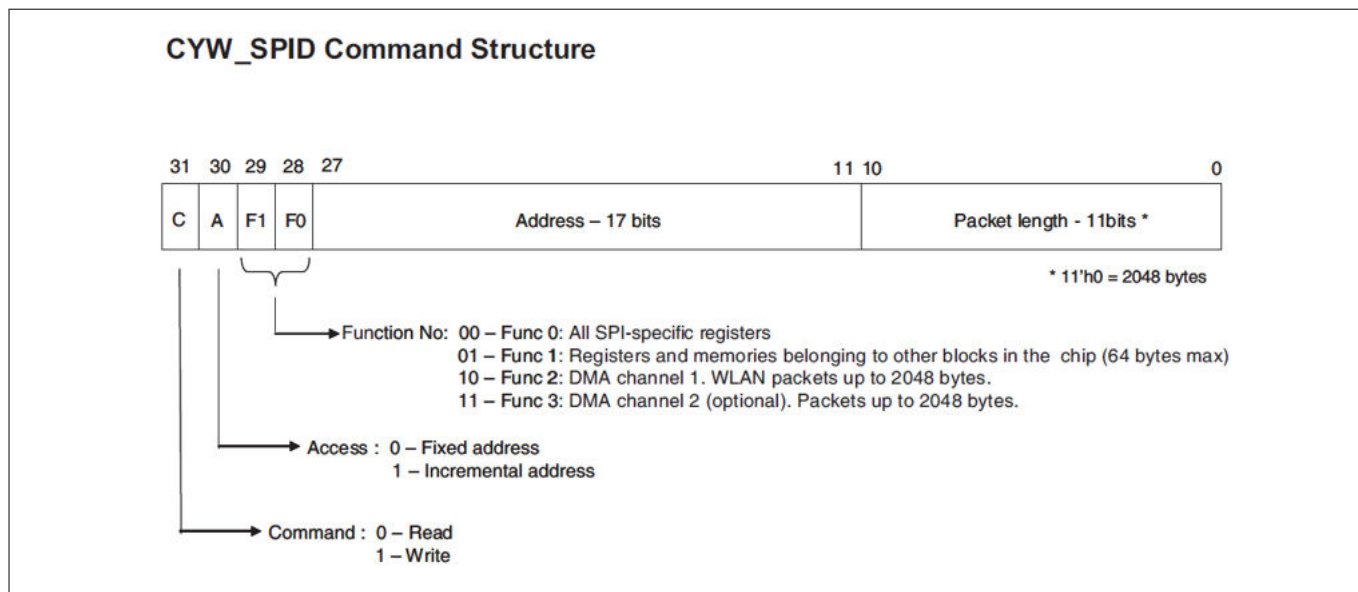 CYW_SPID Command Structure
31 30 29 28 27 11 10 0
C A F1 F0 Address – 17 bits Packet length - 11bits *
* 11'h0 = 2048 bytes
Function No: 00 – Func 0: All SPI-specific registers
01 – Func 1: Registers and memories belonging to other blocks in the chip (64 bytes max)
10 – Func 2: DMA channel 1. WLAN packets up to 2048 bytes.
11 – Func 3: DMA channel 2 (optional). Packets up to 2048 bytes.
Access : 0 – Fixed address
1 – Incremental address
Command : 0 – Read
1 – Write